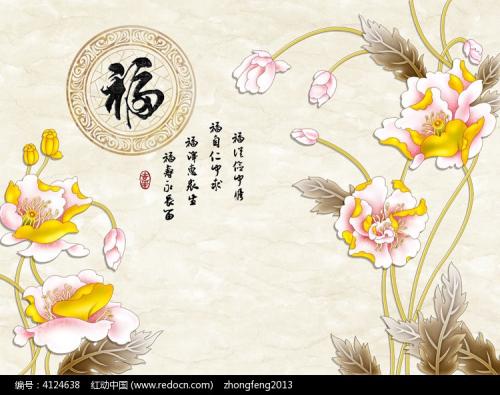 福
福信中
福自仁中求
福泽惠众生
福寿永长留
编号：4124638 红动中国 (www.redocn.com) zhongfeng2013